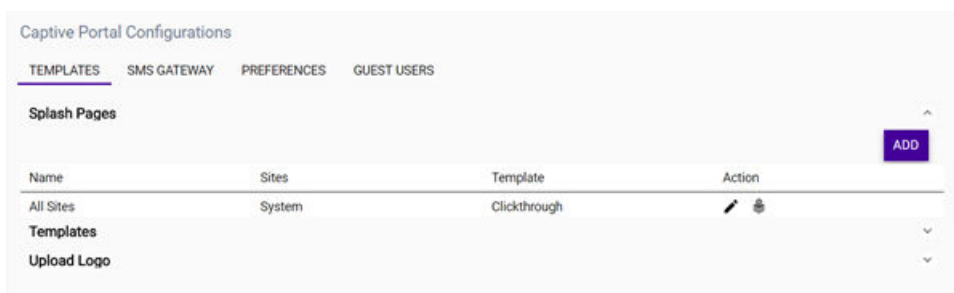 Captive Portal Configurations
TEMPLATES SMS GATEWAY PREFERENCES GUEST USERS
Splash Pages
ADD
Name Sites Template Action
All Sites System Clickthrough
Templates
Upload Logo